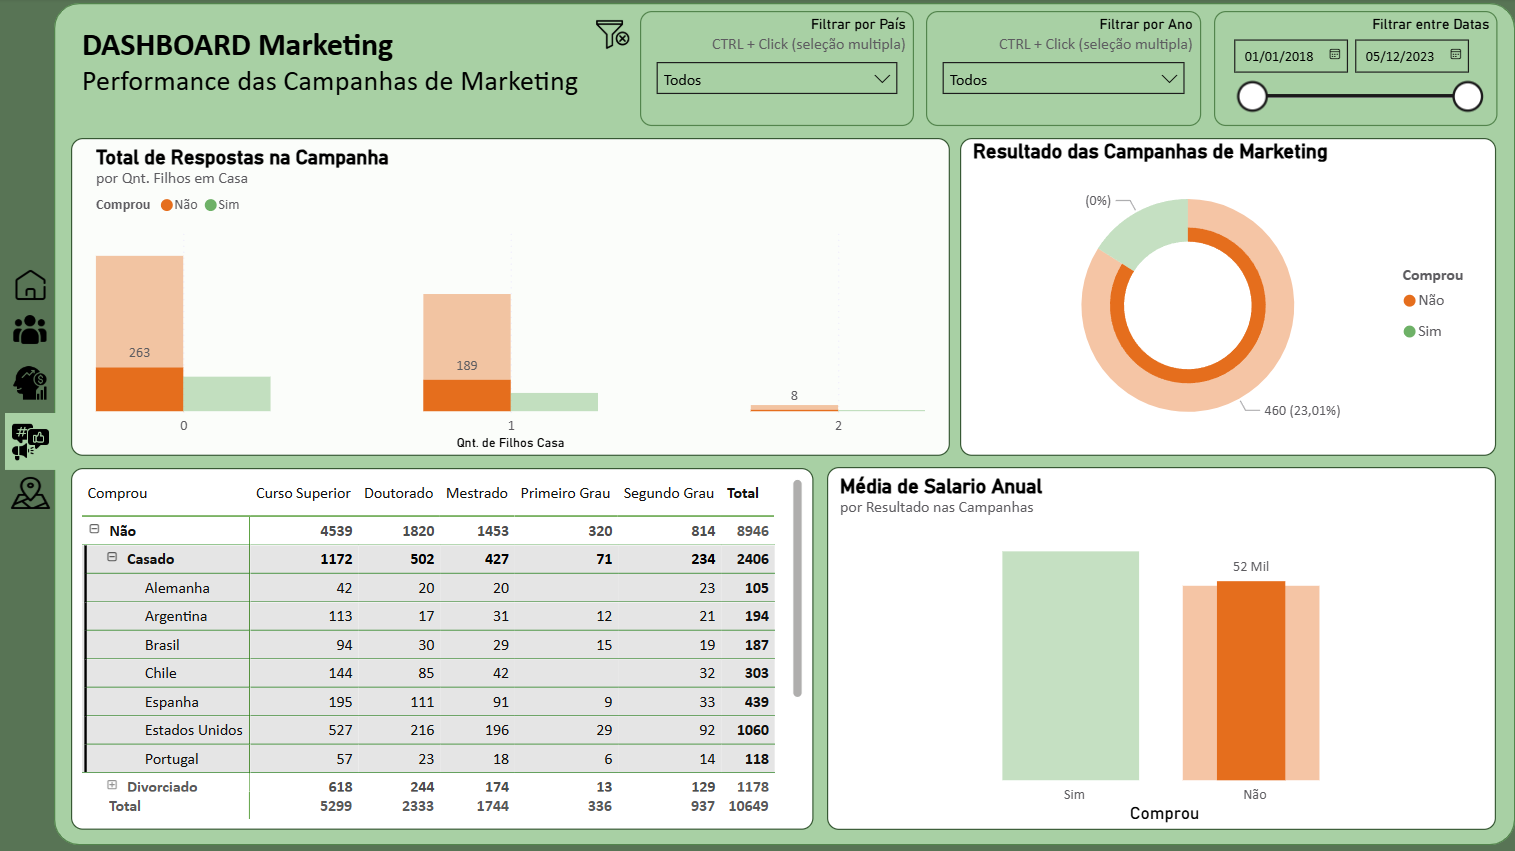 DASHBOARD Marketing
Performance das Campanhas de Marketing
Filtrar por País
CTRL + Click (seleção multipla)
Todos
Filtrar por Ano
CTRL + Click (seleção multipla)
Todos
Filtrar entre Datas
01/01/2018
05/12/2023
Total de Respostas na Campanha
por Qnt. Filhos em Casa
Comprou Não Sim
263
189
8
0 1 2
Qnt. de Filhos Casa
Resultado das Campanhas de Marketing
(0%)
460 (23,01%)
Comprou
Não
Sim
Comprou Curso Superior Doutorado Mestrado Primeiro Grau Segundo Grau Total
Não 4539 1820 1453 320 814 8946
Casado 1172 502 427 71 234 2406
Alemanha 42 20 20 23 105
Argentina 113 17 31 12 21 194
Brasil 94 30 29 15 19 187
Chile 144 85 42 32 303
Espanha 195 111 91 9 33 439
Estados Unidos 527 216 196 29 92 1060
Portugal 57 23 18 6 14 118
Divorciado 618 244 174 13 129 1178
Total 5299 2333 1744 336 937 10649
Média de Salario Anual
por Resultado nas Campanhas
52 Mil
Sim Não
Comprou